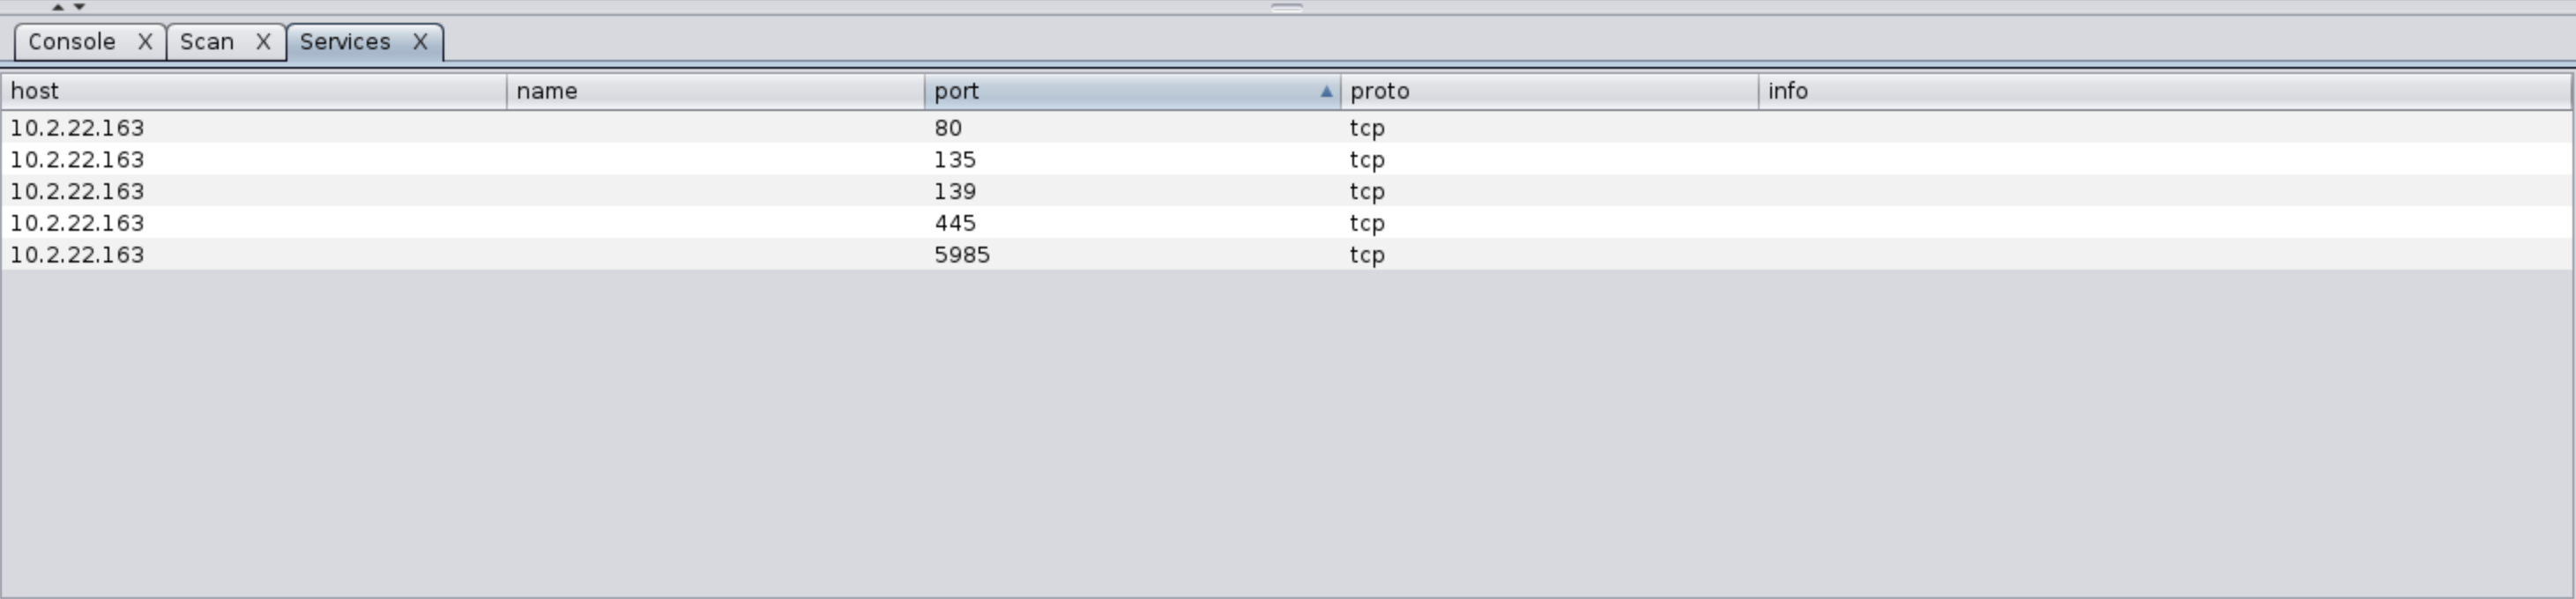 Console X Scan X Services X
host name port proto info
10.2.22.163 80 tcp
10.2.22.163 135 tcp
10.2.22.163 139 tcp
10.2.22.163 445 tcp
10.2.22.163 5985 tcp